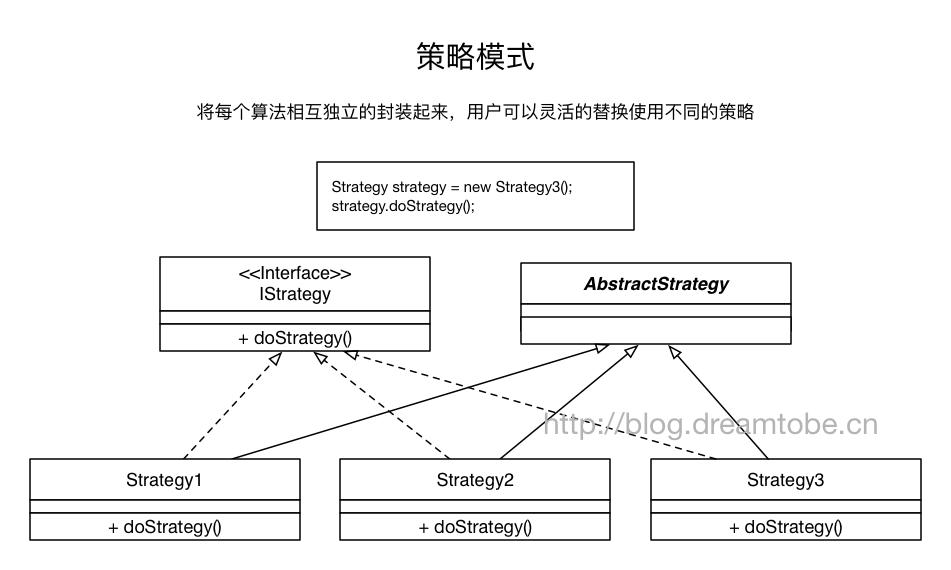 策略模式
将每个算法相互独立的封装起来，用户可以灵活的替换使用不同的策略
Strategy strategy = new Strategy3();
strategy.doStrategy();
<<Interface>>
IStrategy
+ doStrategy()
AbstractStrategy
http://blog.dreamtobe.cn
Strategy1
+ doStrategy()
Strategy2
+ doStrategy()
Strategy3
+ doStrategy()